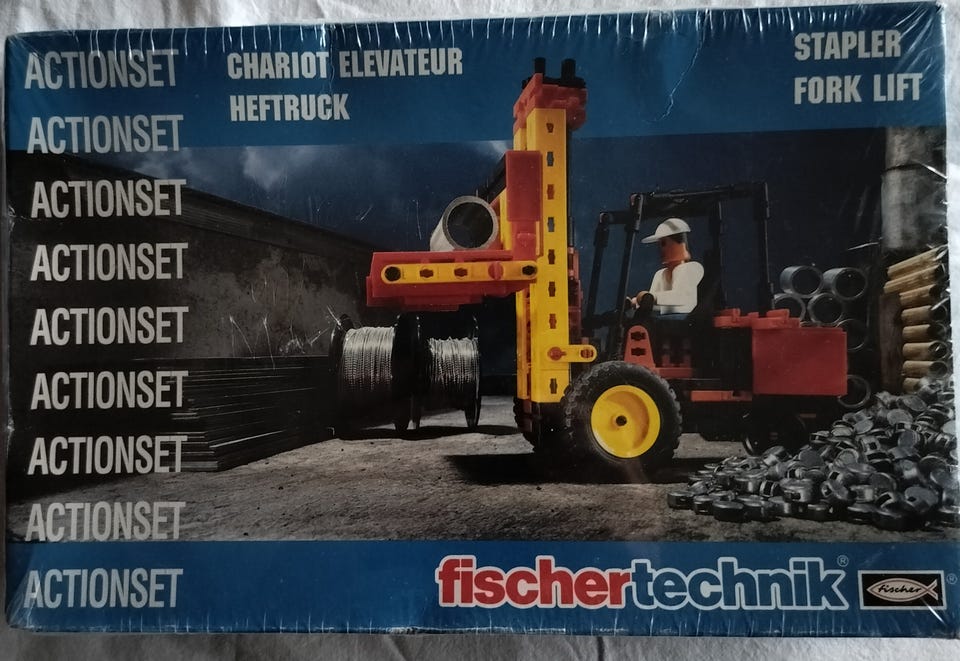 ACTIONSET
ACTIONSET
ACTIONSET
ACTIONSET
ACTIONSET
ACTIONSET
ACTIONSET
ACTIONSET
ACTIONSET
CHARIOT ELEVATEUR
HEFTRUCK
STAPLER
FORK LIFT
fischertechnik®
fischer®